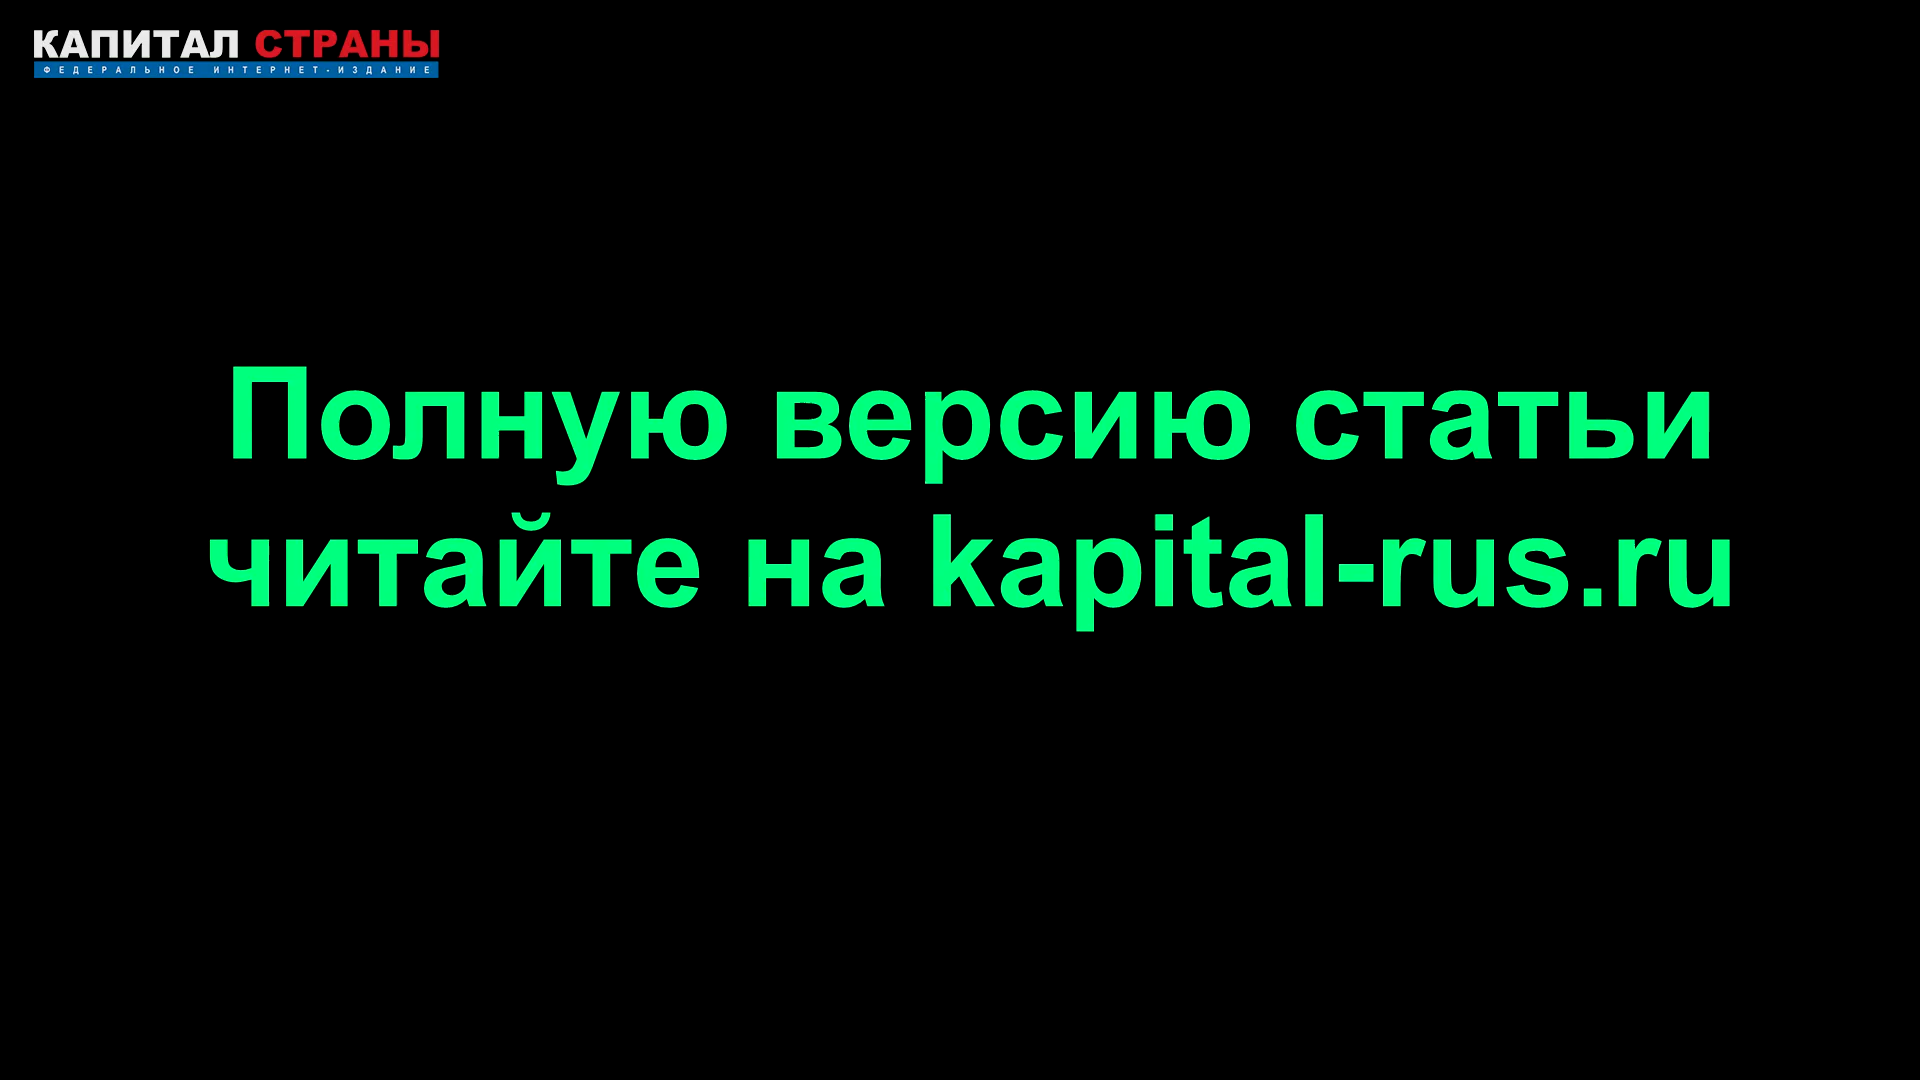 КАПИТАЛ СТРАНЫ
ФЕДЕРАЛЬНОЕ ИНТЕРНЕТ-ИЗДАНИЕ
Полную версию статьи
читайте на kapital-rus.ru